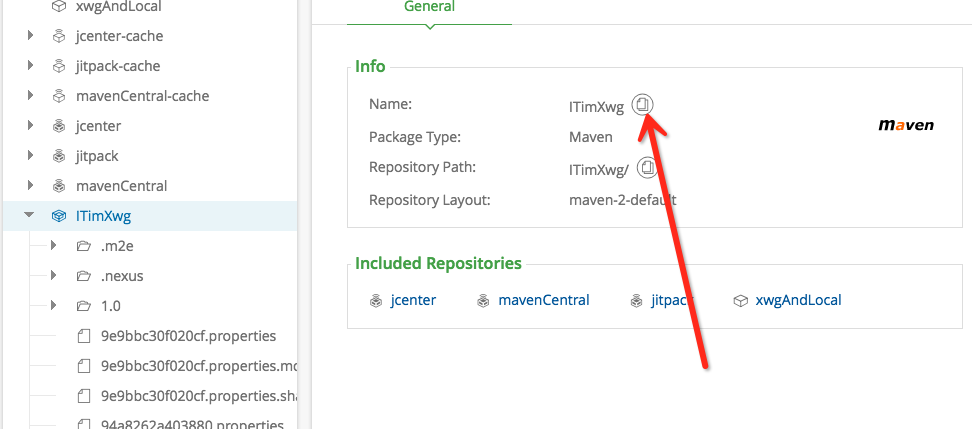 xwgAndLocal
jcenter-cache
jitpack-cache
mavenCentral-cache
jcenter
jitpack
mavenCentral
ITimXwg
.m2e
.nexus
1.0
9e9bbc30f020cf.properties
9e9bbc30f020cf.properties.md
9e9bbc30f020cf.properties.sha
94a8262a403880.properties
General
Info
Name: ITimXwg
maven
Package Type: Maven
Repository Path: ITimXwg/
Repository Layout: maven-2-default
Included Repositories
jcenter mavenCentral jitpack xwgAndLocal